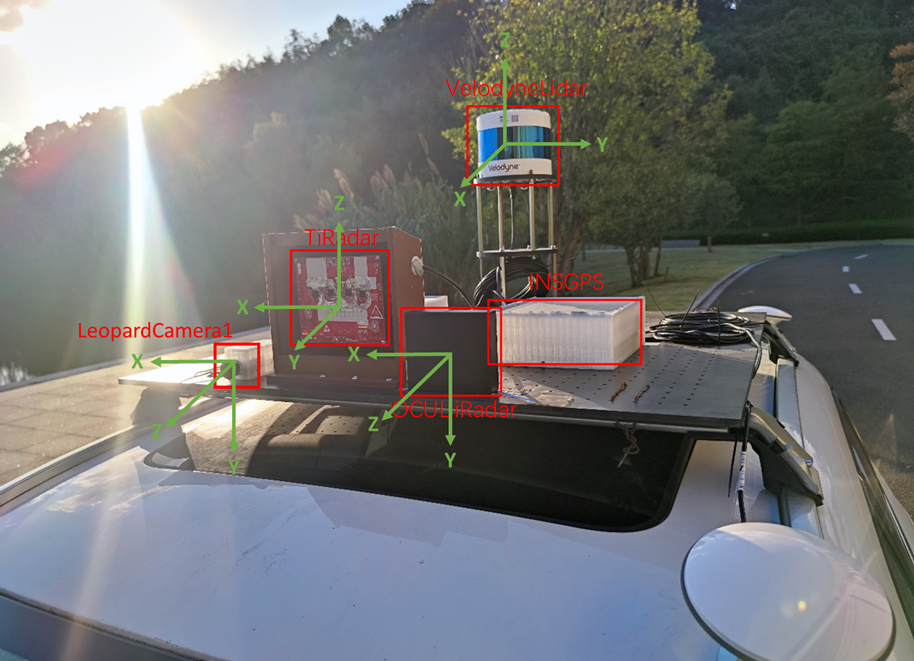 Z
VelodyneLidar
Y
Velodyne
X
Z
TiRadar
INSGPS
X
LeopardCamera1
X
Y
X
OCULiRadar
Z
Z
Y
Y